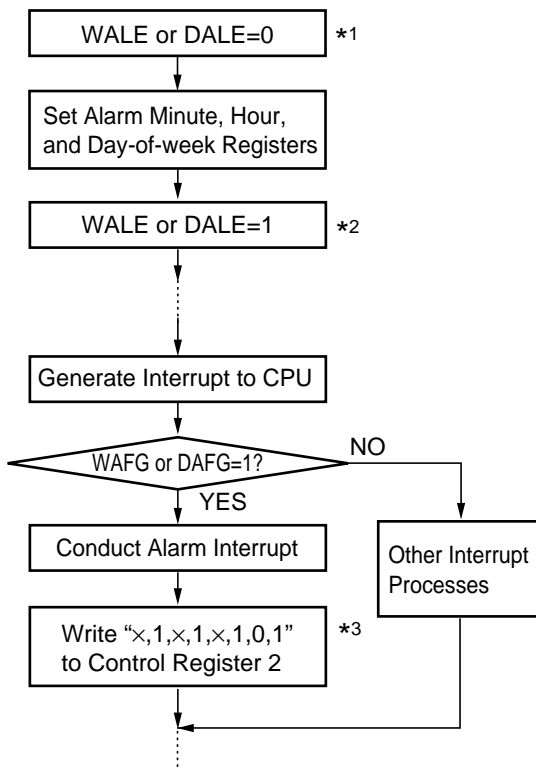 WALE or DALE=0
*1
Set Alarm Minute, Hour,
and Day-of-week Registers
WALE or DALE=1
*2
Generate Interrupt to CPU
WAFG or DAFG=1?
NO
YES
Conduct Alarm Interrupt
Other Interrupt
Processes
Write “×,1,×,1,×,1,0,1”
to Control Register 2
*3